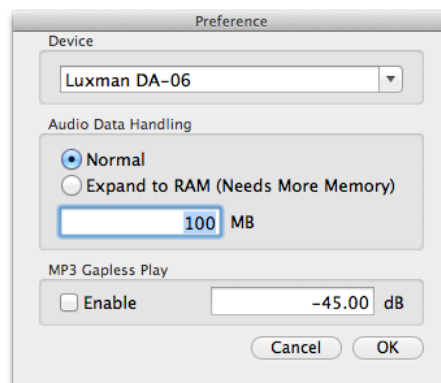 Preference
Device
Luxman DA-06
Audio Data Handling
Normal
Expand to RAM (Needs More Memory)
100 MB
MP3 Gapless Play
Enable -45.00 dB
Cancel OK